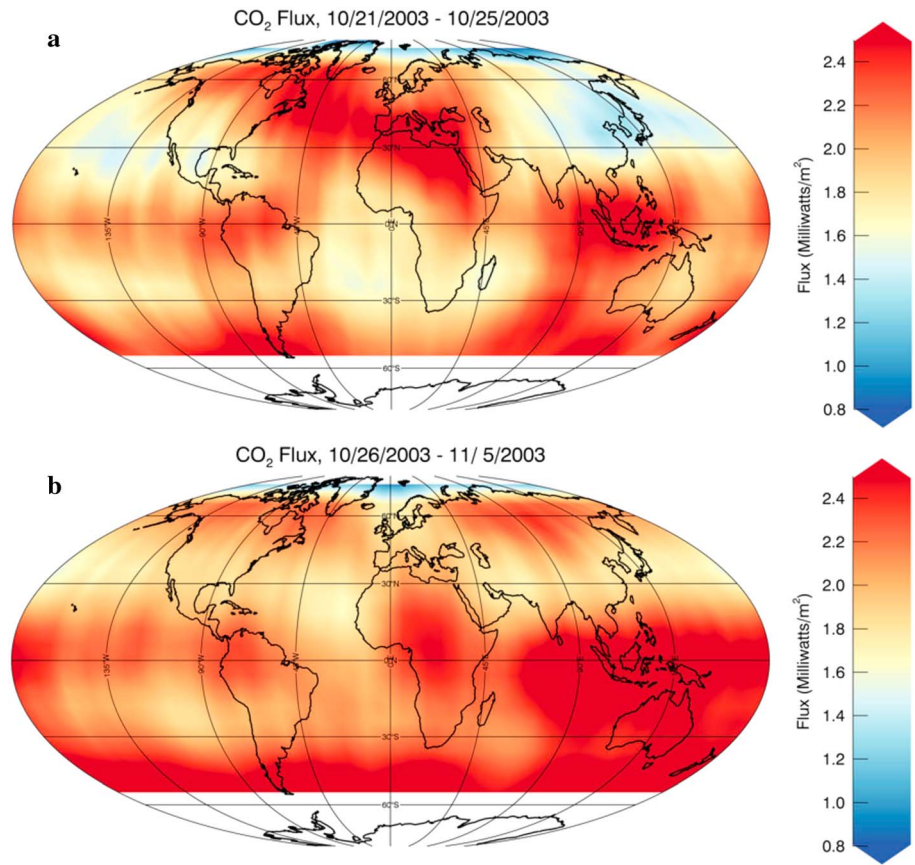 a
CO₂ Flux, 10/21/2003 - 10/25/2003
60°N
30°N
135°W
90°W
45°W
0°N
45°E
90°E
30°S
60°S
Flux (Milliwatts/m²)
2.4
2.2
2.0
1.8
1.6
1.4
1.2
1.0
0.8
b
CO₂ Flux, 10/26/2003 - 11/ 5/2003
60°N
30°N
135°W
90°W
0°N
45°E
90°E
30°S
60°S
Flux (Milliwatts/m²)
2.4
2.2
2.0
1.8
1.6
1.4
1.2
1.0
0.8